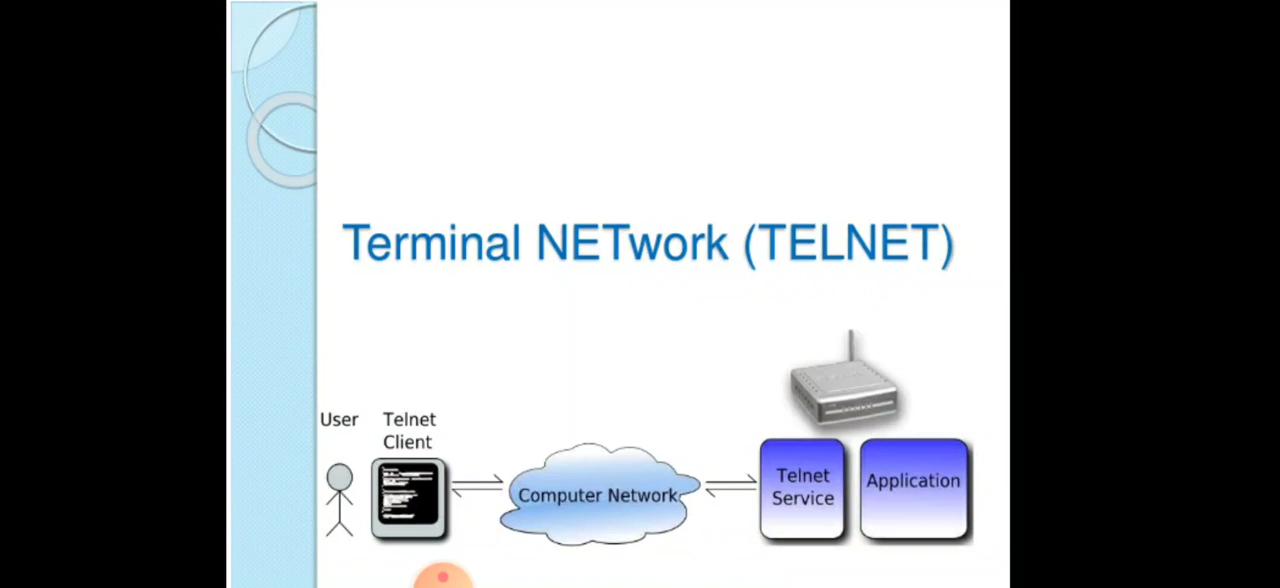 Terminal NETwork (TELNET)
User
Telnet
Client
Computer Network
Telnet
Service
Application